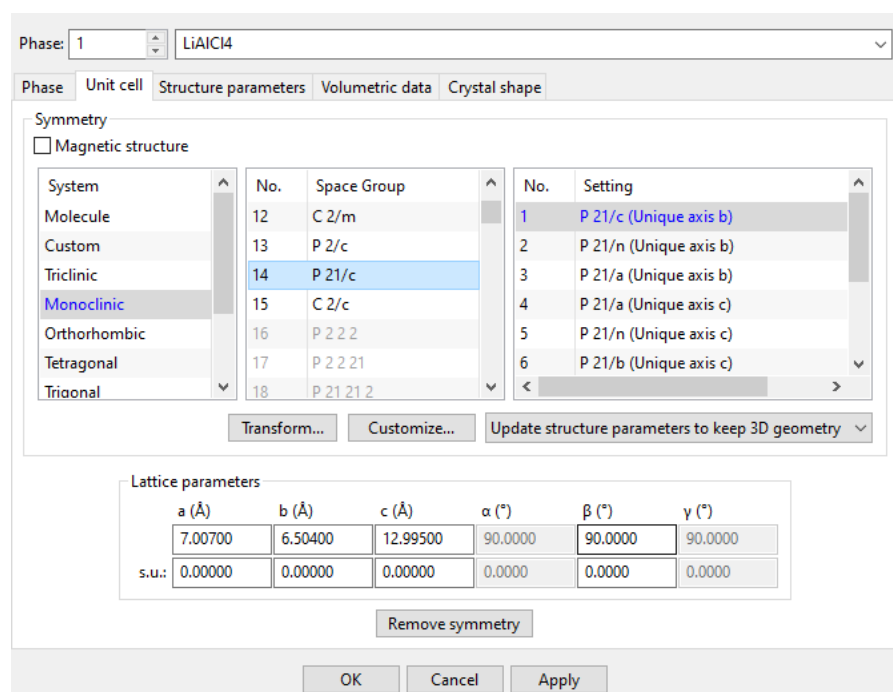 Phase: 1 LiAlCl4
Phase Unit cell Structure parameters Volumetric data Crystal shape
Symmetry
Magnetic structure
System No. Space Group No. Setting
Molecule 12 C 2/m 1 P 21/c (Unique axis b)
Custom 13 P 2/c 2 P 21/n (Unique axis b)
Triclinic 14 P 21/c 3 P 21/a (Unique axis b)
Monoclinic 15 C 2/c 4 P 21/a (Unique axis c)
Orthorhombic 16 P 2 2 2 5 P 21/n (Unique axis c)
Tetragonal 17 P 2 2 21 6 P 21/b (Unique axis c)
Trigonal 18 P 21 21 2
Transform... Customize... Update structure parameters to keep 3D geometry
Lattice parameters
a (Å) b (Å) c (Å) α (°) β (°) γ (°)
7.00700 6.50400 12.99500 90.0000 90.0000 90.0000
s.u.: 0.00000 0.00000 0.00000 0.0000 0.0000 0.0000
Remove symmetry
OK Cancel Apply